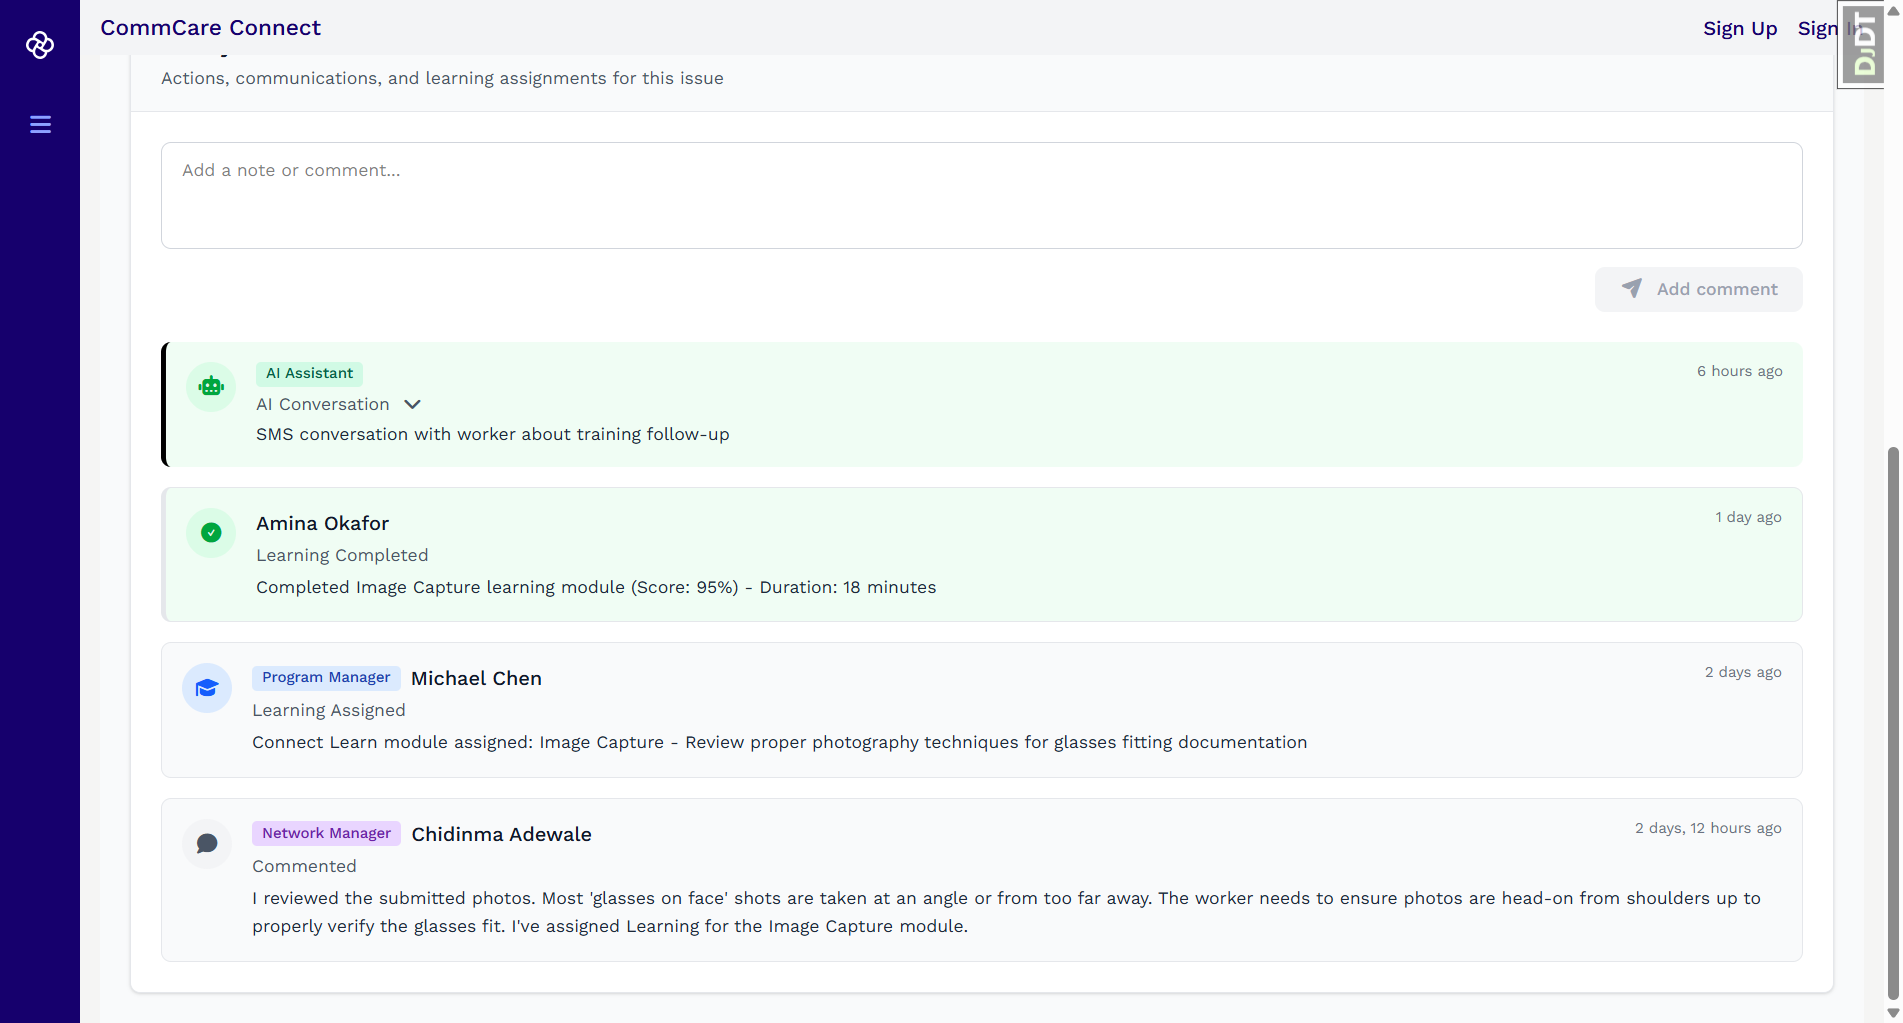 CommCare Connect
Sign Up
Sign In
DJDT
Actions, communications, and learning assignments for this issue
Add a note or comment...
Add comment
AI Assistant
6 hours ago
AI Conversation
SMS conversation with worker about training follow-up
Amina Okafor
1 day ago
Learning Completed
Completed Image Capture learning module (Score: 95%) - Duration: 18 minutes
Program Manager Michael Chen
2 days ago
Learning Assigned
Connect Learn module assigned: Image Capture - Review proper photography techniques for glasses fitting documentation
Network Manager Chidinma Adewale
2 days, 12 hours ago
Commented
I reviewed the submitted photos. Most 'glasses on face' shots are taken at an angle or from too far away. The worker needs to ensure photos are head-on from shoulders up to
properly verify the glasses fit. I've assigned Learning for the Image Capture module.